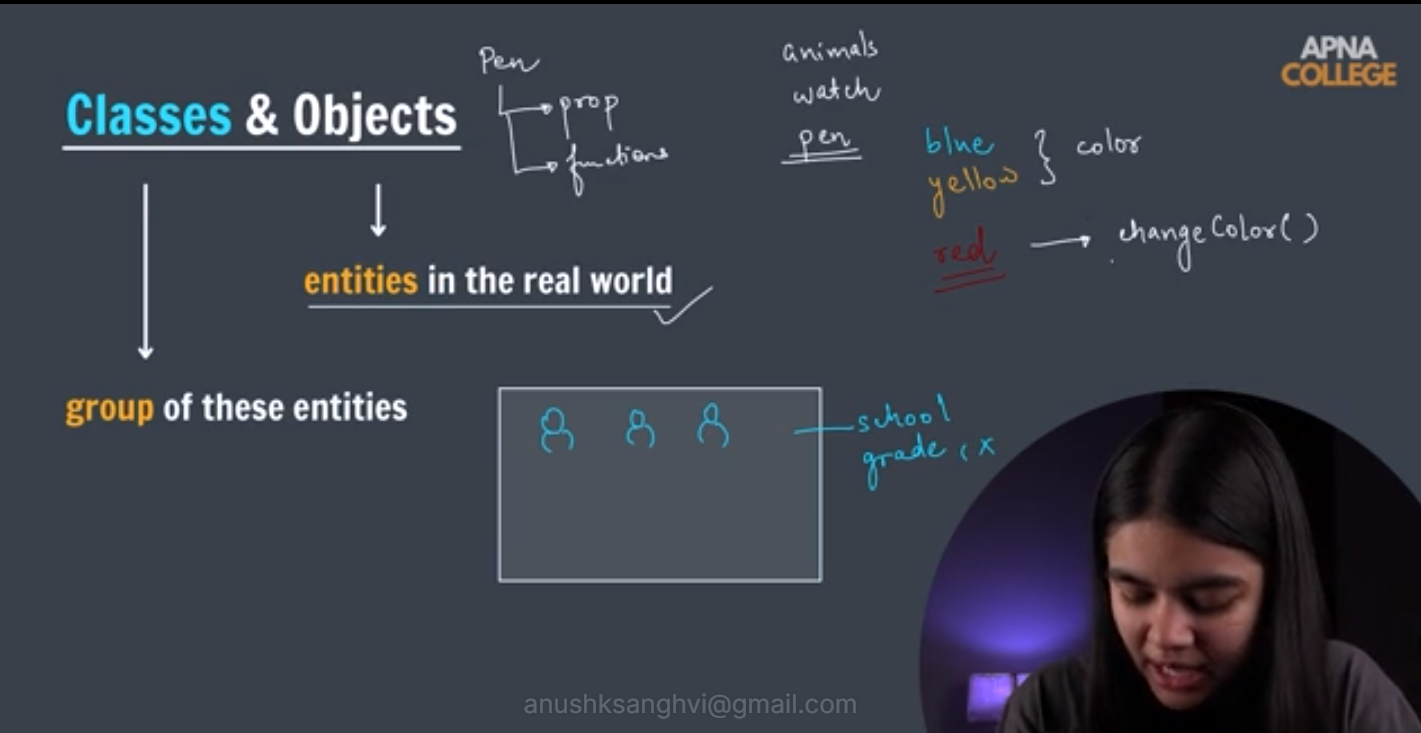 Classes & Objects
Pen
prop
functions
animals
watch
pen
blue
yellow
color
red
changeColor()
APNA
COLLEGE
entities in the real world
group of these entities
school
grade
anushksanghvi@gmail.com